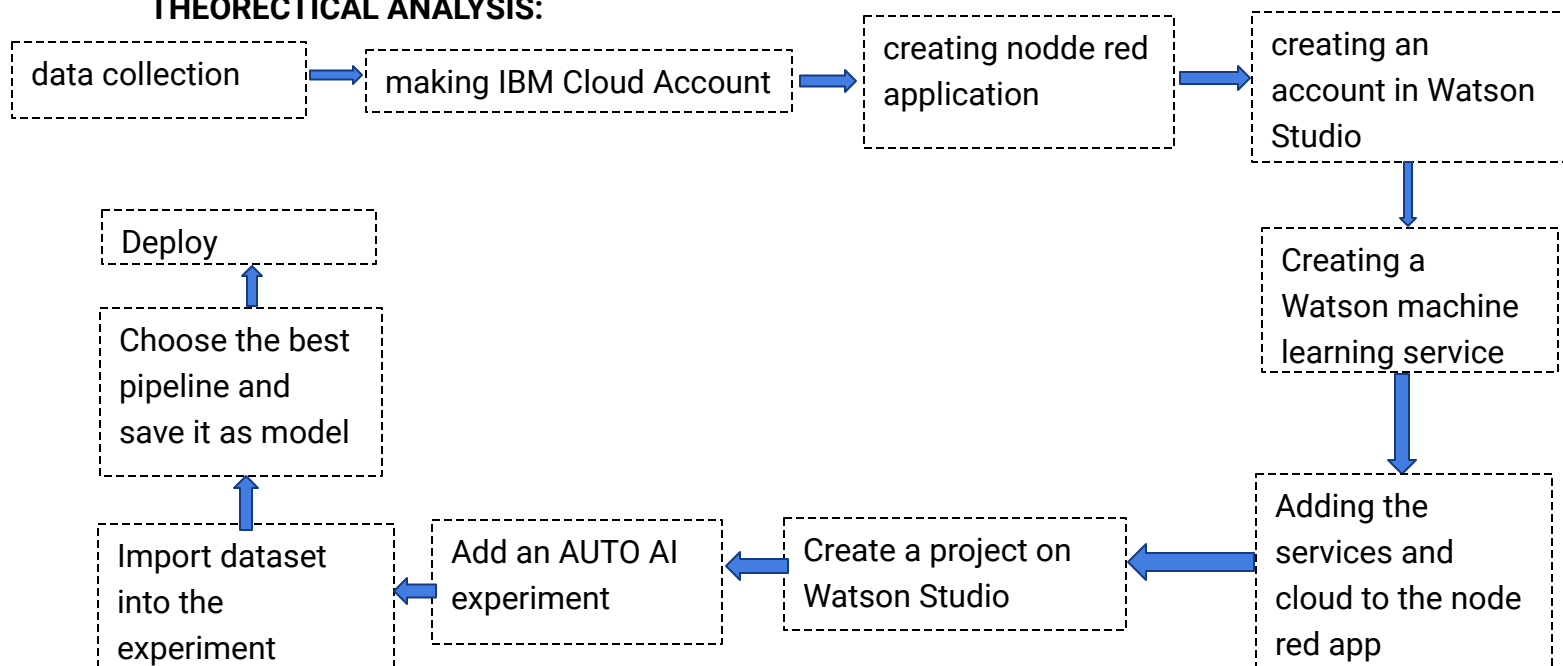 THEORECTICAL ANALYSIS:
data collection
making IBM Cloud Account
creating nodde red
application
creating an
account in Watson
Studio
Creating a
Watson machine
learning service
Adding the
services and
cloud to the node
red app
Create a project on
Watson Studio
Add an AUTO AI
experiment
Import dataset
into the
experiment
Choose the best
pipeline and
save it as model
Deploy